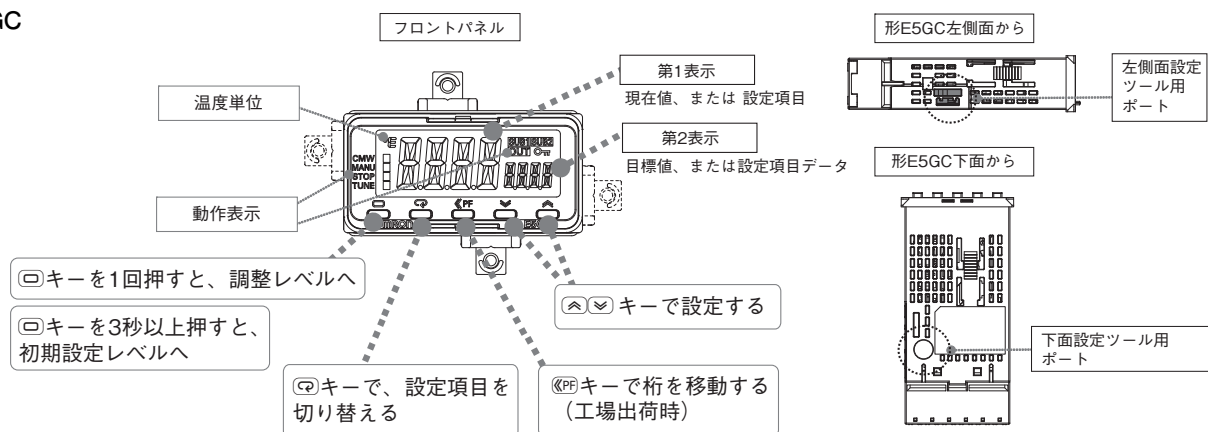 GC
フロントパネル
形E5GC左側面から
温度単位
第1表示
現在値、または 設定項目
左側面設定
ツール用
ポート
第2表示
目標値、または設定項目データ
形E5GC下面から
CMW
MANU
STOP
TUNE
SUB1 SUB2
OUT
PF
動作表示
キーを1回押すと、調整レベルへ
キーを3秒以上押すと、
初期設定レベルへ
キーで設定する
下面設定ツール用
ポート
キーで、設定項目を
切り替える
PFキーで桁を移動する
(工場出荷時)